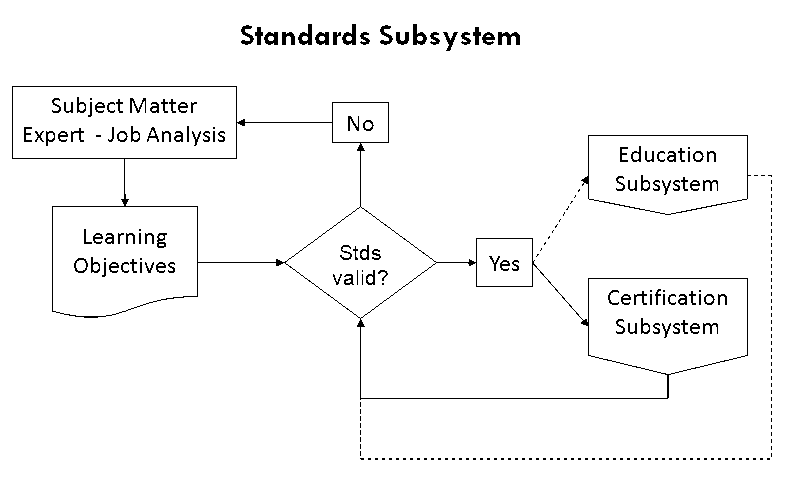 Standards Subsystem
Subject Matter
Expert - Job Analysis
No
Education
Subsystem
Learning
Objectives
Stds
valid?
Yes
Certification
Subsystem